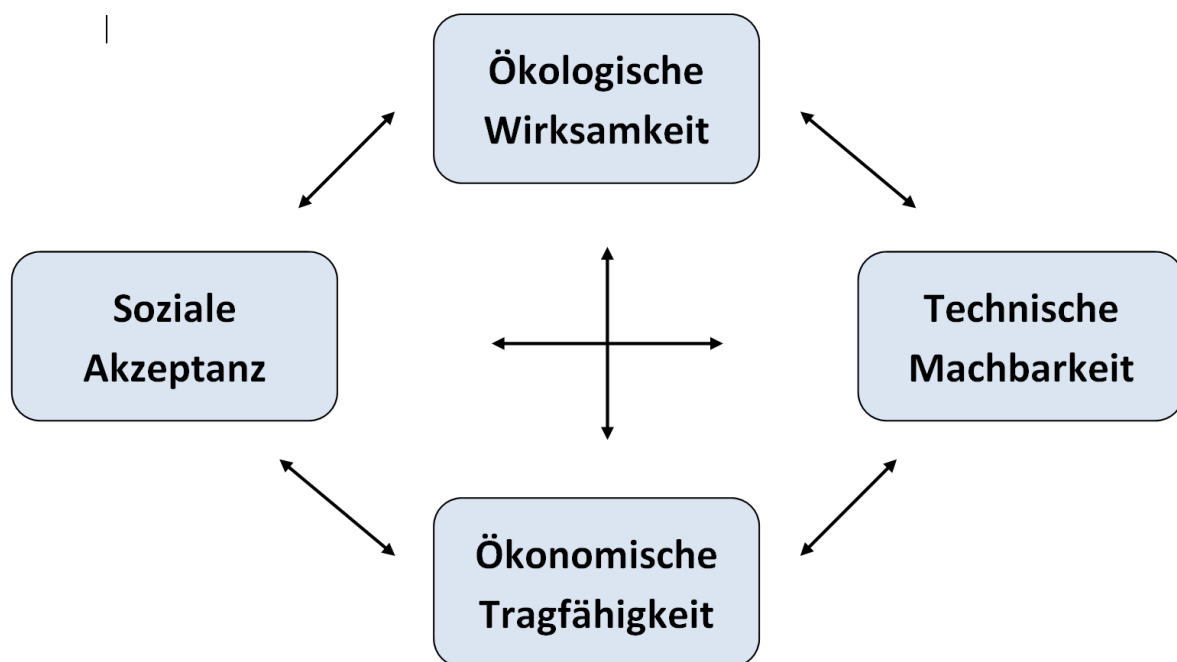 Ökologische
Wirksamkeit
Soziale
Akzeptanz
Technische
Machbarkeit
Ökonomische
Tragfähigkeit